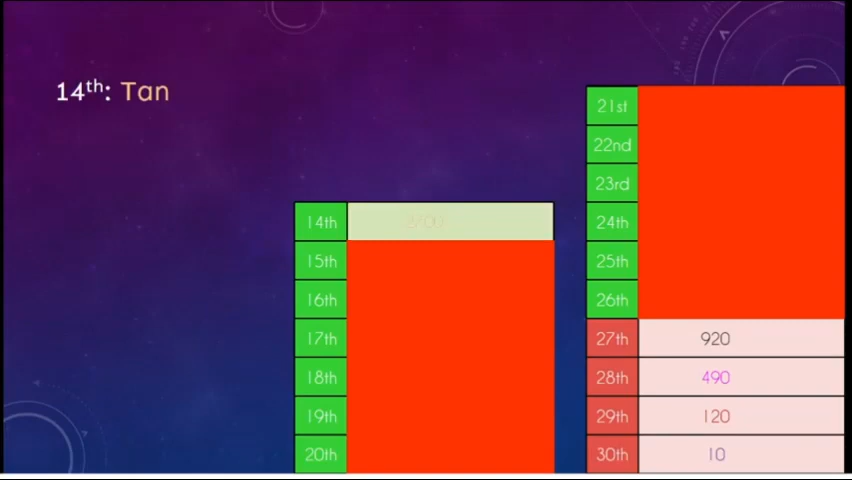 14th: Tan
14th
15th
16th
17th
18th
19th
20th
21st
22nd
23rd
24th
25th
26th
27th 920
28th 490
29th 120
30th 10